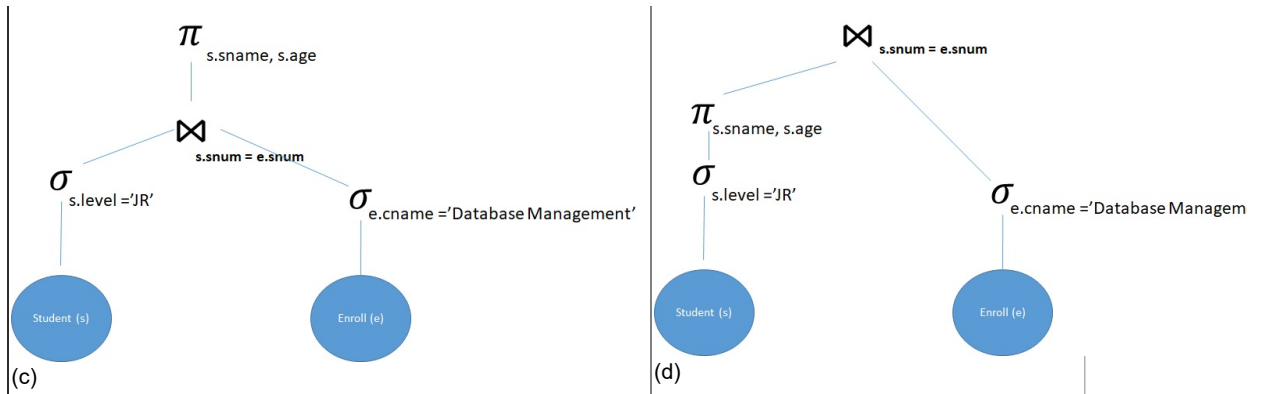 π
s.sname, s.age
⋈
s.snum = e.snum
σ
s.level ='JR'
σ
e.cname ='Database Management'
Student (s)
Enroll (e)
(c)
⋈
s.snum = e.snum
π
s.sname, s.age
σ
s.level ='JR'
σ
e.cname ='Database Managem
Student (s)
Enroll (e)
(d)